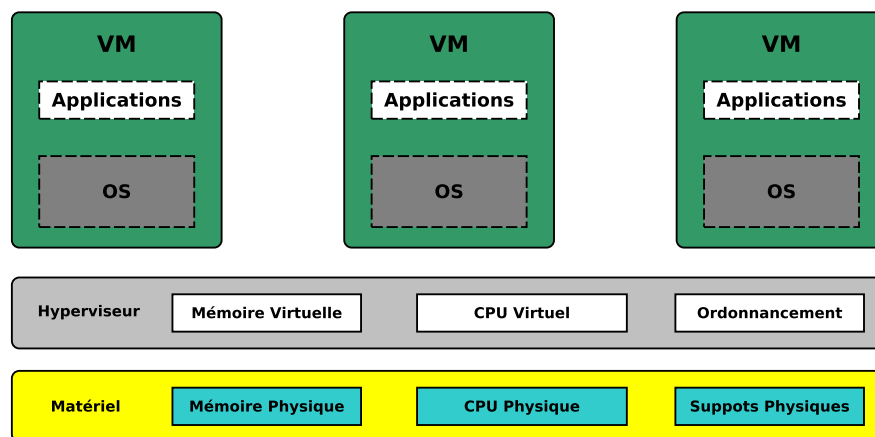 VM
VM
VM
Applications
Applications
Applications
OS
OS
OS
Hyperviseur
Mémoire Virtuelle
CPU Virtuel
Ordonnancement
Matériel
Mémoire Physique
CPU Physique
Suppots Physiques